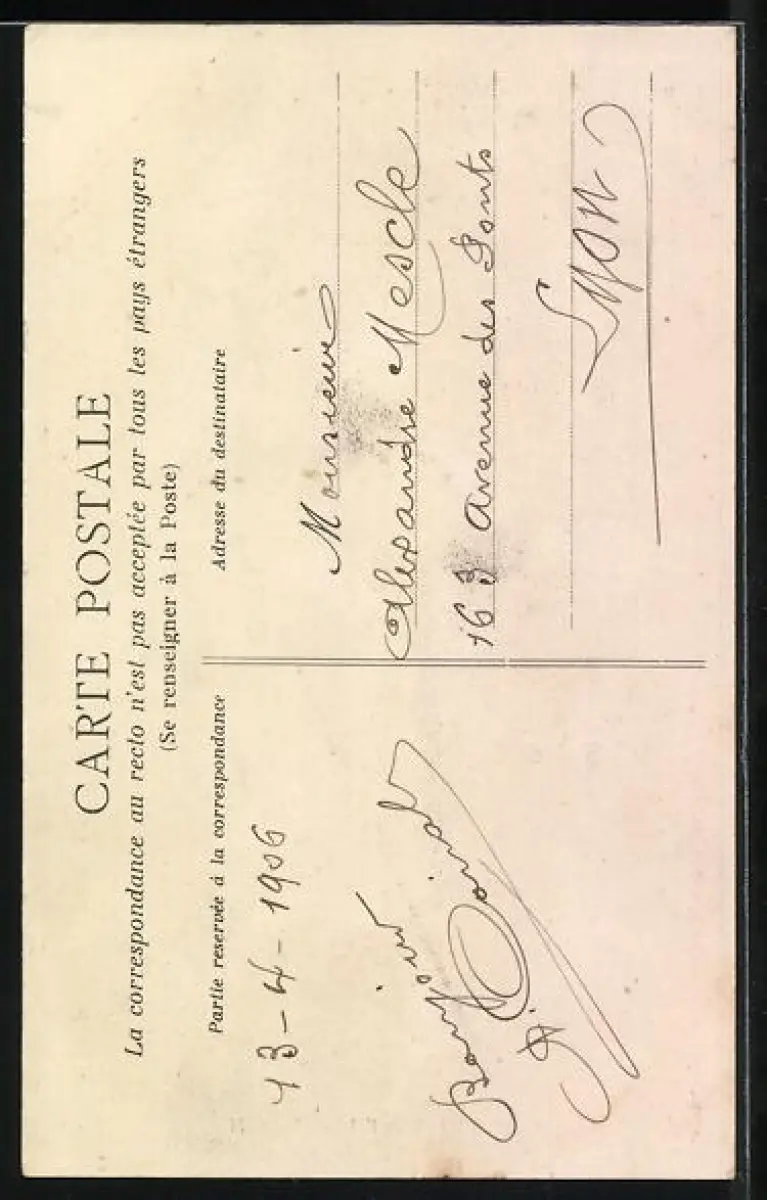 CARTE POSTALE
La correspondance au recto n'est pas acceptée par tous les pays étrangers
(Se renseigner à la Poste)
Partie reservée à la correspondance
Adresse du destinataire
13-4-1906
Bonjour
Monsieur
Alexandre Mescle
163 Avenue des Ponts
Lyon